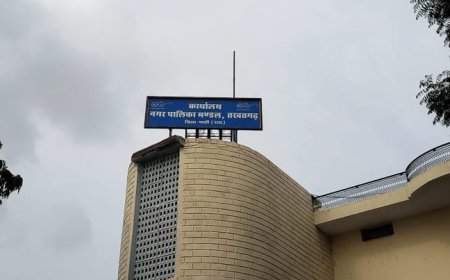 कार्यालय
नगर पालिका मण्डल, तखतगढ़
जिला-पाली (राज.)